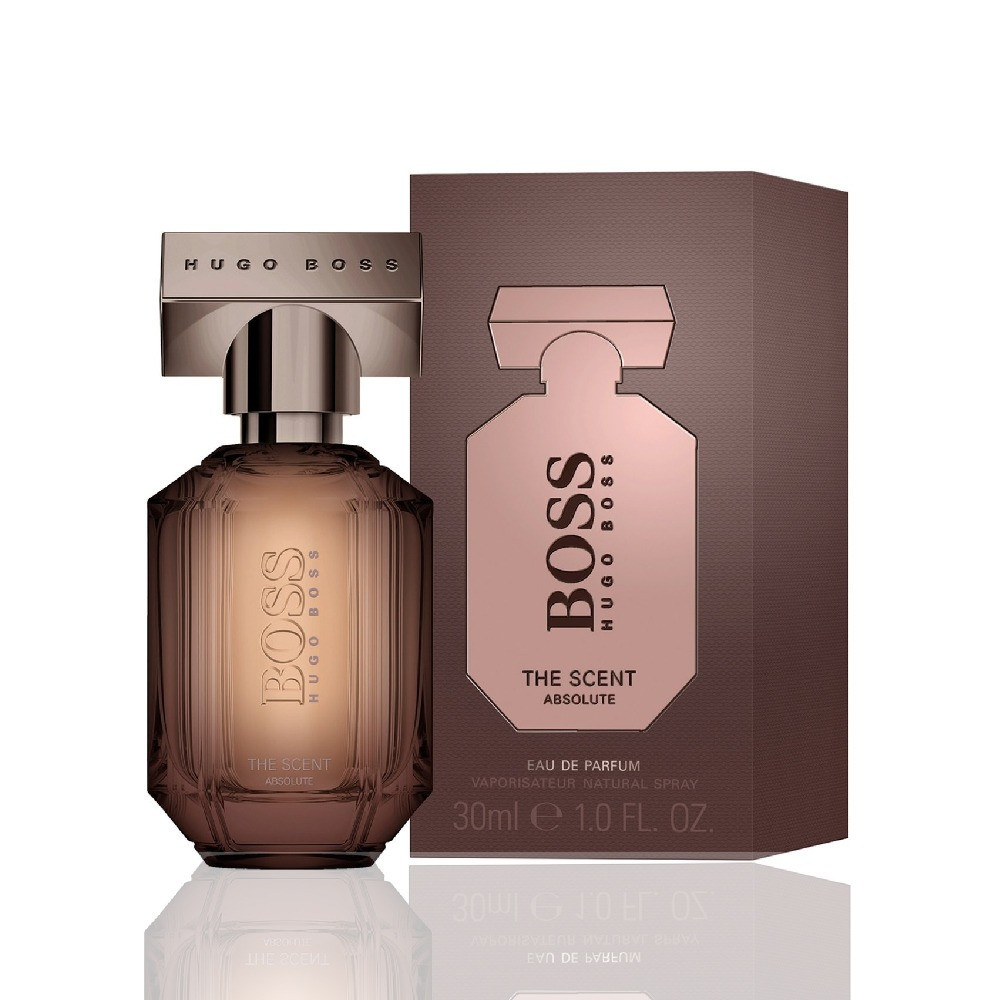 HUGO BOSS
BOSS
HUGO BOSS
THE SCENT
ABSOLUTE
BOSS
HUGO BOSS
THE SCENT
ABSOLUTE
EAU DE PARFUM
VAPORISATEUR NATURAL SPRAY
30ml ℮ 1.0 FL. OZ.